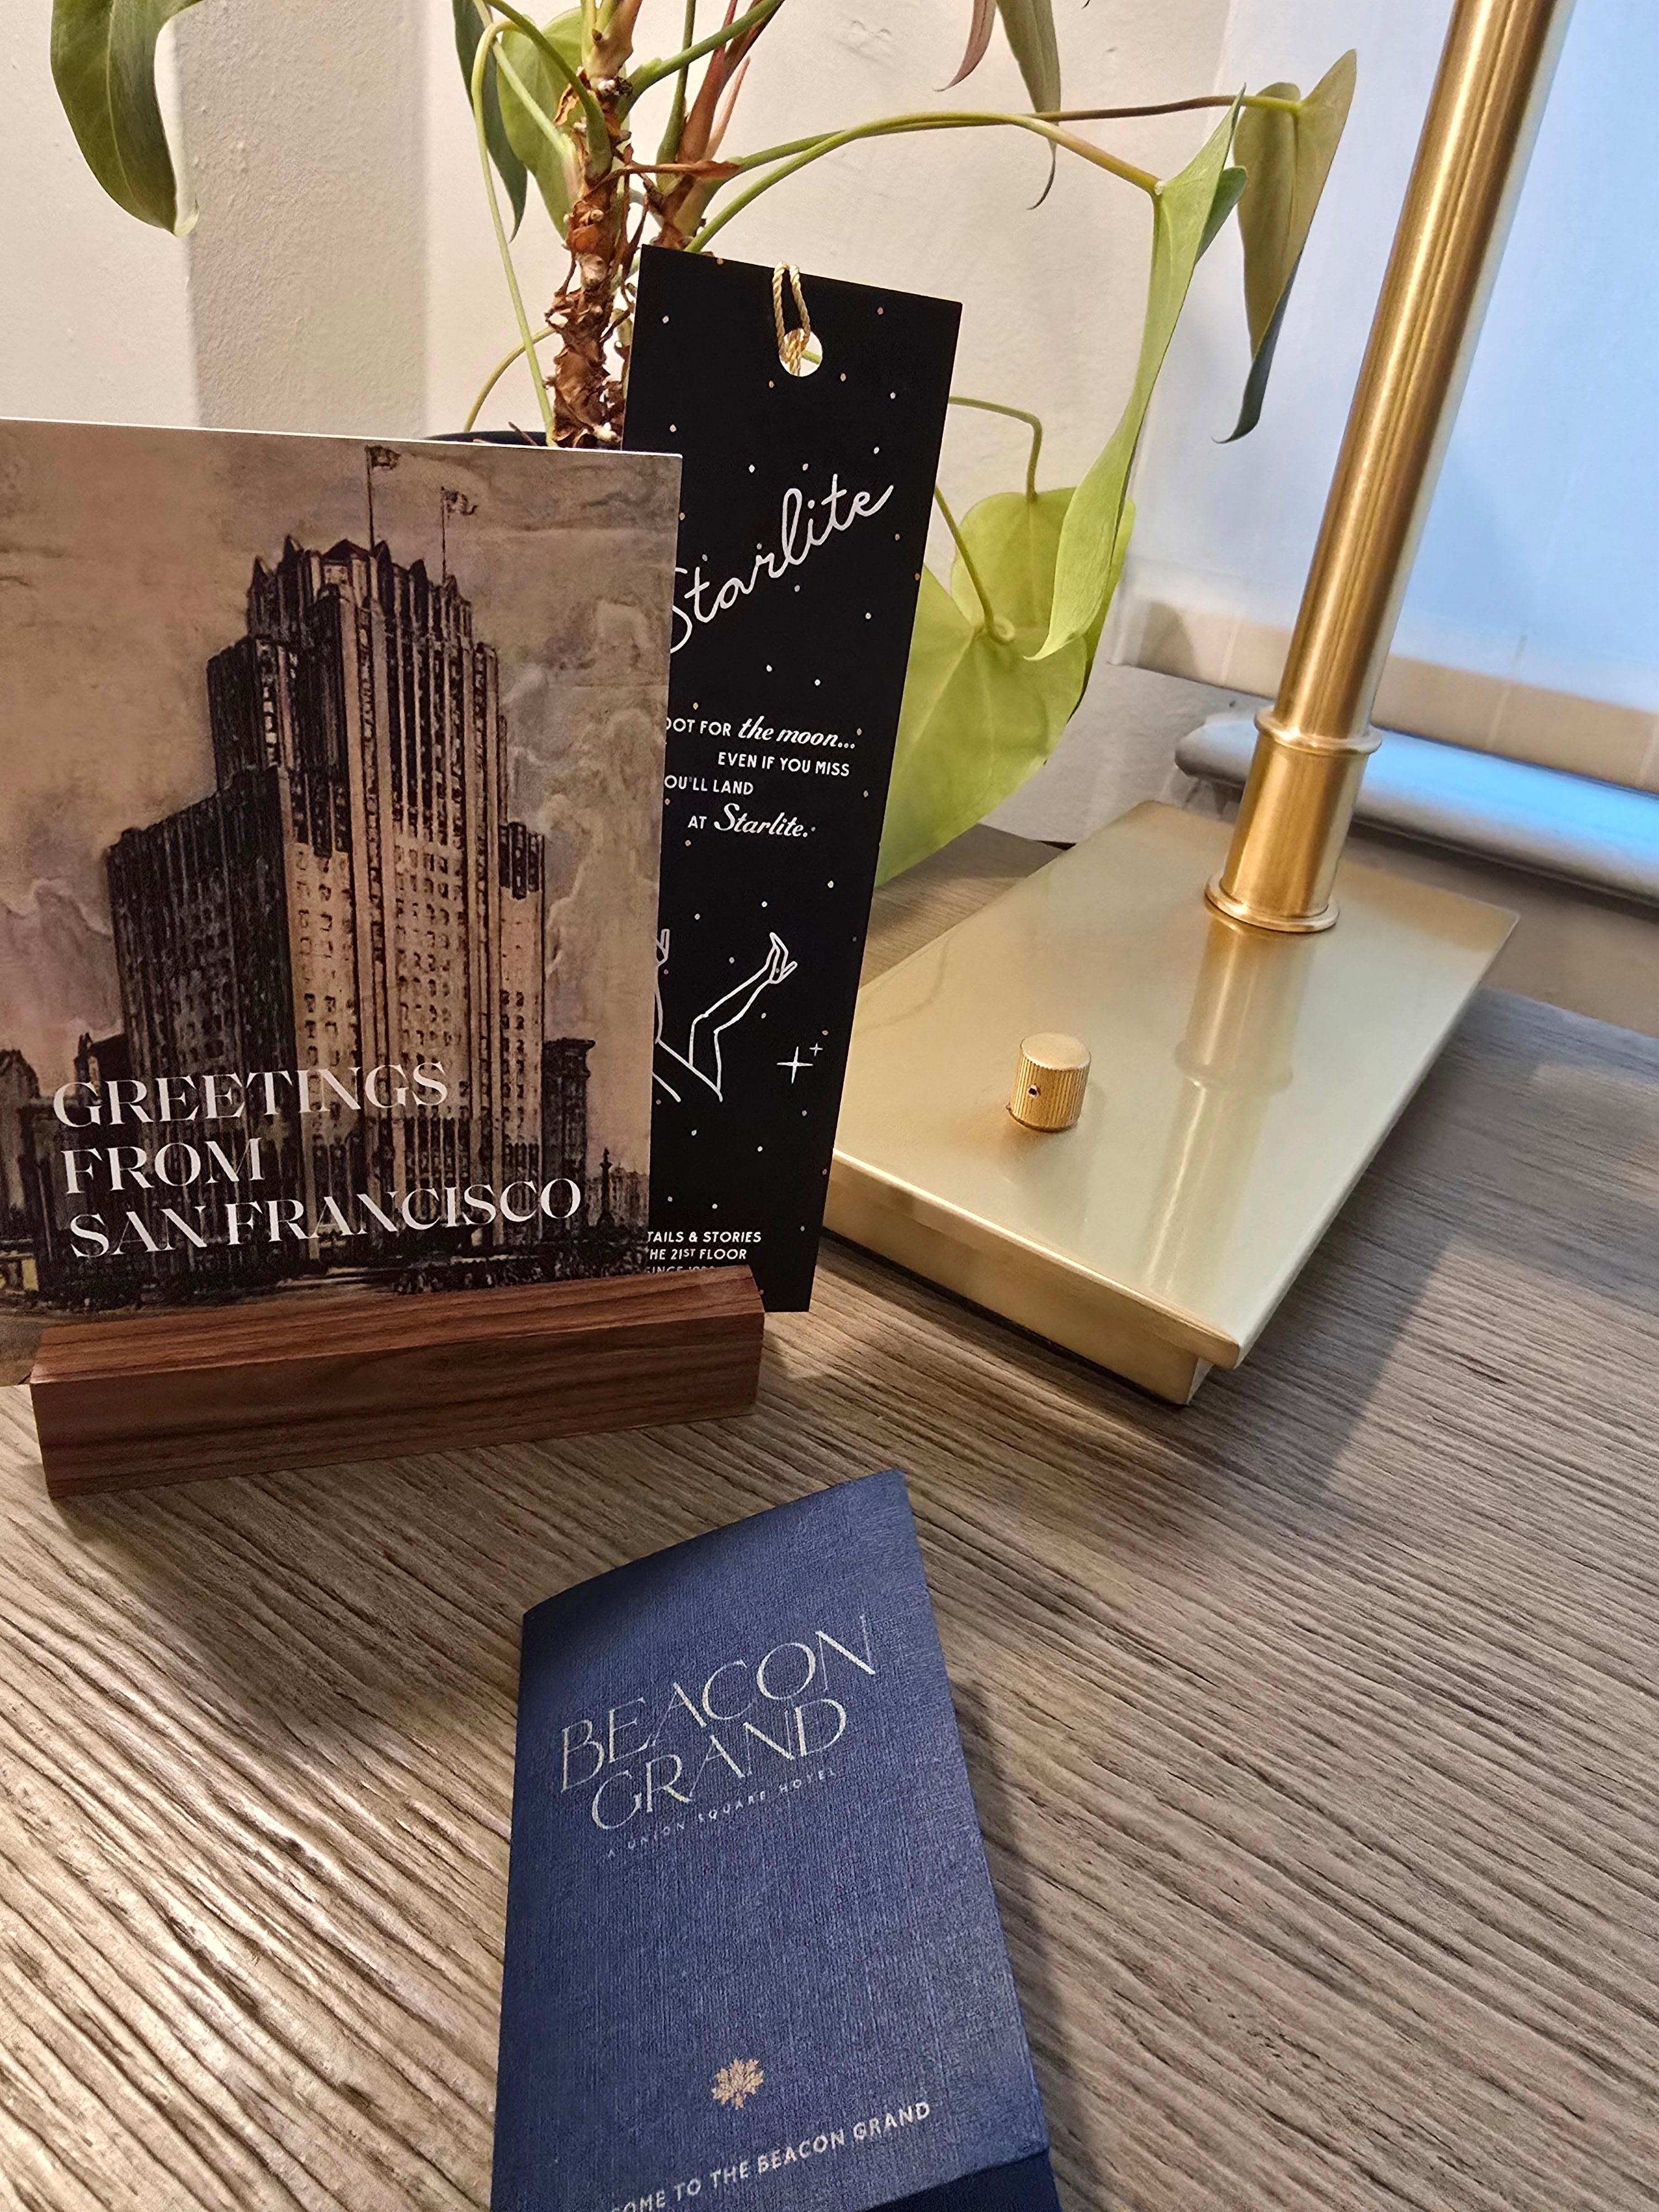 Starlite
OOT FOR the moon...
EVEN IF YOU MISS
OU'LL LAND
AT Starlite.
TAILS & STORIES
HE 21ST FLOOR
GREETINGS
FROM
SAN FRANCISCO
BEACON
GRAND
A UNION SQUARE HOTEL
OME TO THE BEACON GRAND